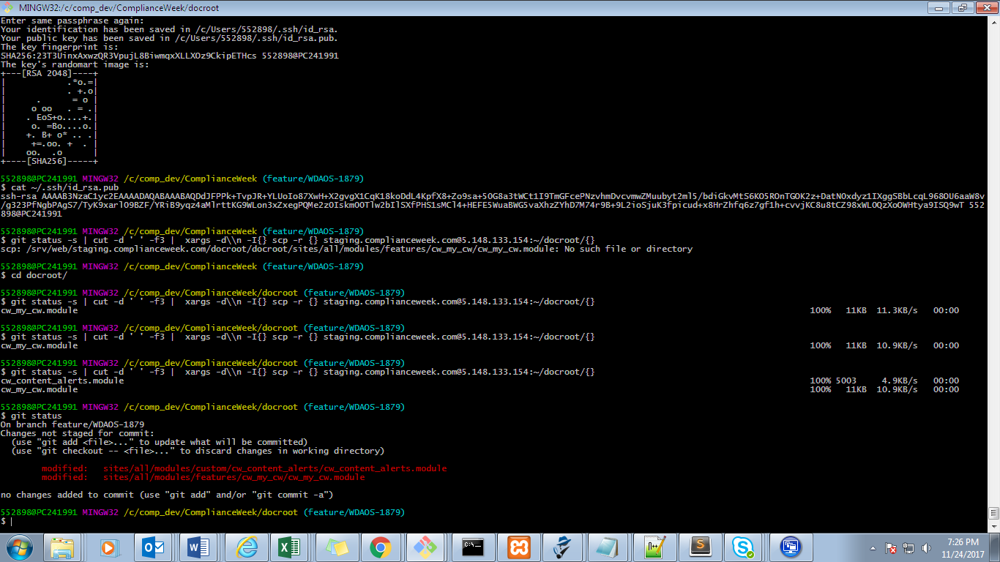 MINGW32:/c/comp_dev/ComplianceWeek/docroot
Enter same passphrase again:
Your identification has been saved in /c/Users/552898/.ssh/id_rsa.
Your public key has been saved in /c/Users/552898/.ssh/id_rsa.pub.
The key fingerprint is:
SHA256:23T3UinxAxwzQR3VpujL8BiwmqxXLLXOz9CkipETHcs 552898@PC241991
The key's randomart image is:
+---[RSA 2048]----+
|            .*o.=|
|            . +.o|
|      .      = o |
|     o oo   . = .|
|    . EoS+o....+.|
|     o. =Bo....o.|
|    +. B+ o* .. .|
|     +=.oo. +  . |
|    oo.  .o      |
+----[SHA256]-----+
552898@PC241991 MINGW32 /c/comp_dev/ComplianceWeek (feature/WDAOS-1879)
$ cat ~/.ssh/id_rsa.pub
ssh-rsa AAAAB3NzaC1yc2EAAAADAQABAAABAQDdJFPPk+TvpJR+YLUoIo87XwH+X2gvgX1CqK18koDdL4KpfX8+Zo9sa+5OG8a3tWCt1I9TmGFcePNzvhmDvcvmwZMuubyt2ml5/bdiGkvMtS6KO5ROnTGOK2z+DatNOxdyz1IXggSBbLcqL968OU6aaW8v
/g323PfNgbPAgS7/TyK9xarlO9BZF/YRiB9yqz4aMlrttKG9WLon3xZxegPQMe2zOIskmOOTlw2bIlSXfPHS1sMCl4+HEFE5WuaBWG5vaXhzZYhD7M74r9B+9L2ioSjuK3fpicud+x8HrZhfq6z7gf1h+cvvjKC8u8tCZ98xWLOQzXoOWHtya9ISQ9wT 552
898@PC241991
552898@PC241991 MINGW32 /c/comp_dev/ComplianceWeek (feature/WDAOS-1879)
$ git status -s | cut -d ' ' -f3 |  xargs -d\\n -I{} scp -r {} staging.complianceweek.com@5.148.133.154:~/docroot/{}
scp: /srv/web/staging.complianceweek.com/docroot/docroot/sites/all/modules/features/cw_my_cw/cw_my_cw.module: No such file or directory
552898@PC241991 MINGW32 /c/comp_dev/ComplianceWeek (feature/WDAOS-1879)
$ cd docroot/
552898@PC241991 MINGW32 /c/comp_dev/ComplianceWeek/docroot (feature/WDAOS-1879)
$ git status -s | cut -d ' ' -f3 |  xargs -d\\n -I{} scp -r {} staging.complianceweek.com@5.148.133.154:~/docroot/{}
cw_my_cw.module 100% 11KB 11.3KB/s 00:00
552898@PC241991 MINGW32 /c/comp_dev/ComplianceWeek/docroot (feature/WDAOS-1879)
$ git status -s | cut -d ' ' -f3 |  xargs -d\\n -I{} scp -r {} staging.complianceweek.com@5.148.133.154:~/docroot/{}
cw_my_cw.module 100% 11KB 10.9KB/s 00:00
552898@PC241991 MINGW32 /c/comp_dev/ComplianceWeek/docroot (feature/WDAOS-1879)
$ git status -s | cut -d ' ' -f3 |  xargs -d\\n -I{} scp -r {} staging.complianceweek.com@5.148.133.154:~/docroot/{}
cw_content_alerts.module 100% 5003 4.9KB/s 00:00
cw_my_cw.module 100% 11KB 10.9KB/s 00:00
552898@PC241991 MINGW32 /c/comp_dev/ComplianceWeek/docroot (feature/WDAOS-1879)
$ git status
On branch feature/WDAOS-1879
Changes not staged for commit:
  (use "git add <file>..." to update what will be committed)
  (use "git checkout -- <file>..." to discard changes in working directory)
modified:   sites/all/modules/custom/cw_content_alerts/cw_content_alerts.module
modified:   sites/all/modules/features/cw_my_cw/cw_my_cw.module
no changes added to commit (use "git add" and/or "git commit -a")
552898@PC241991 MINGW32 /c/comp_dev/ComplianceWeek/docroot (feature/WDAOS-1879)
$
7:26 PM
11/24/2017